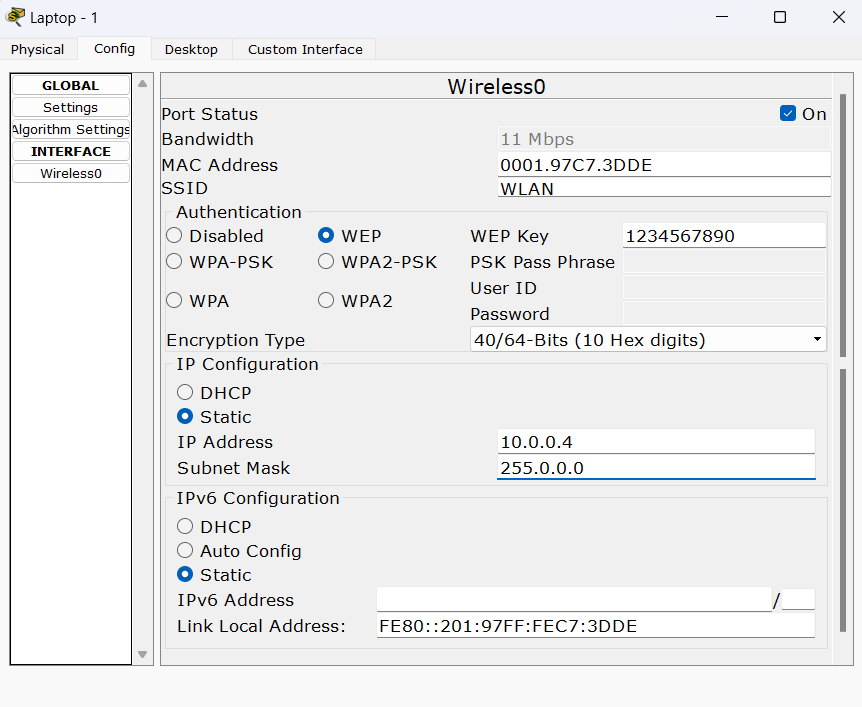 Laptop - 1
Physical Config Desktop Custom Interface
GLOBAL
Settings
Algorithm Settings
INTERFACE
Wireless0
Wireless0
Port Status On
Bandwidth 11 Mbps
MAC Address 0001.97C7.3DDE
SSID WLAN
Authentication
Disabled WEP WEP Key 1234567890
WPA-PSK WPA2-PSK PSK Pass Phrase
User ID
WPA WPA2
Password
Encryption Type 40/64-Bits (10 Hex digits)
IP Configuration
DHCP
Static
IP Address 10.0.0.4
Subnet Mask 255.0.0.0
IPv6 Configuration
DHCP
Auto Config
Static
IPv6 Address /
Link Local Address: FE80::201:97FF:FEC7:3DDE